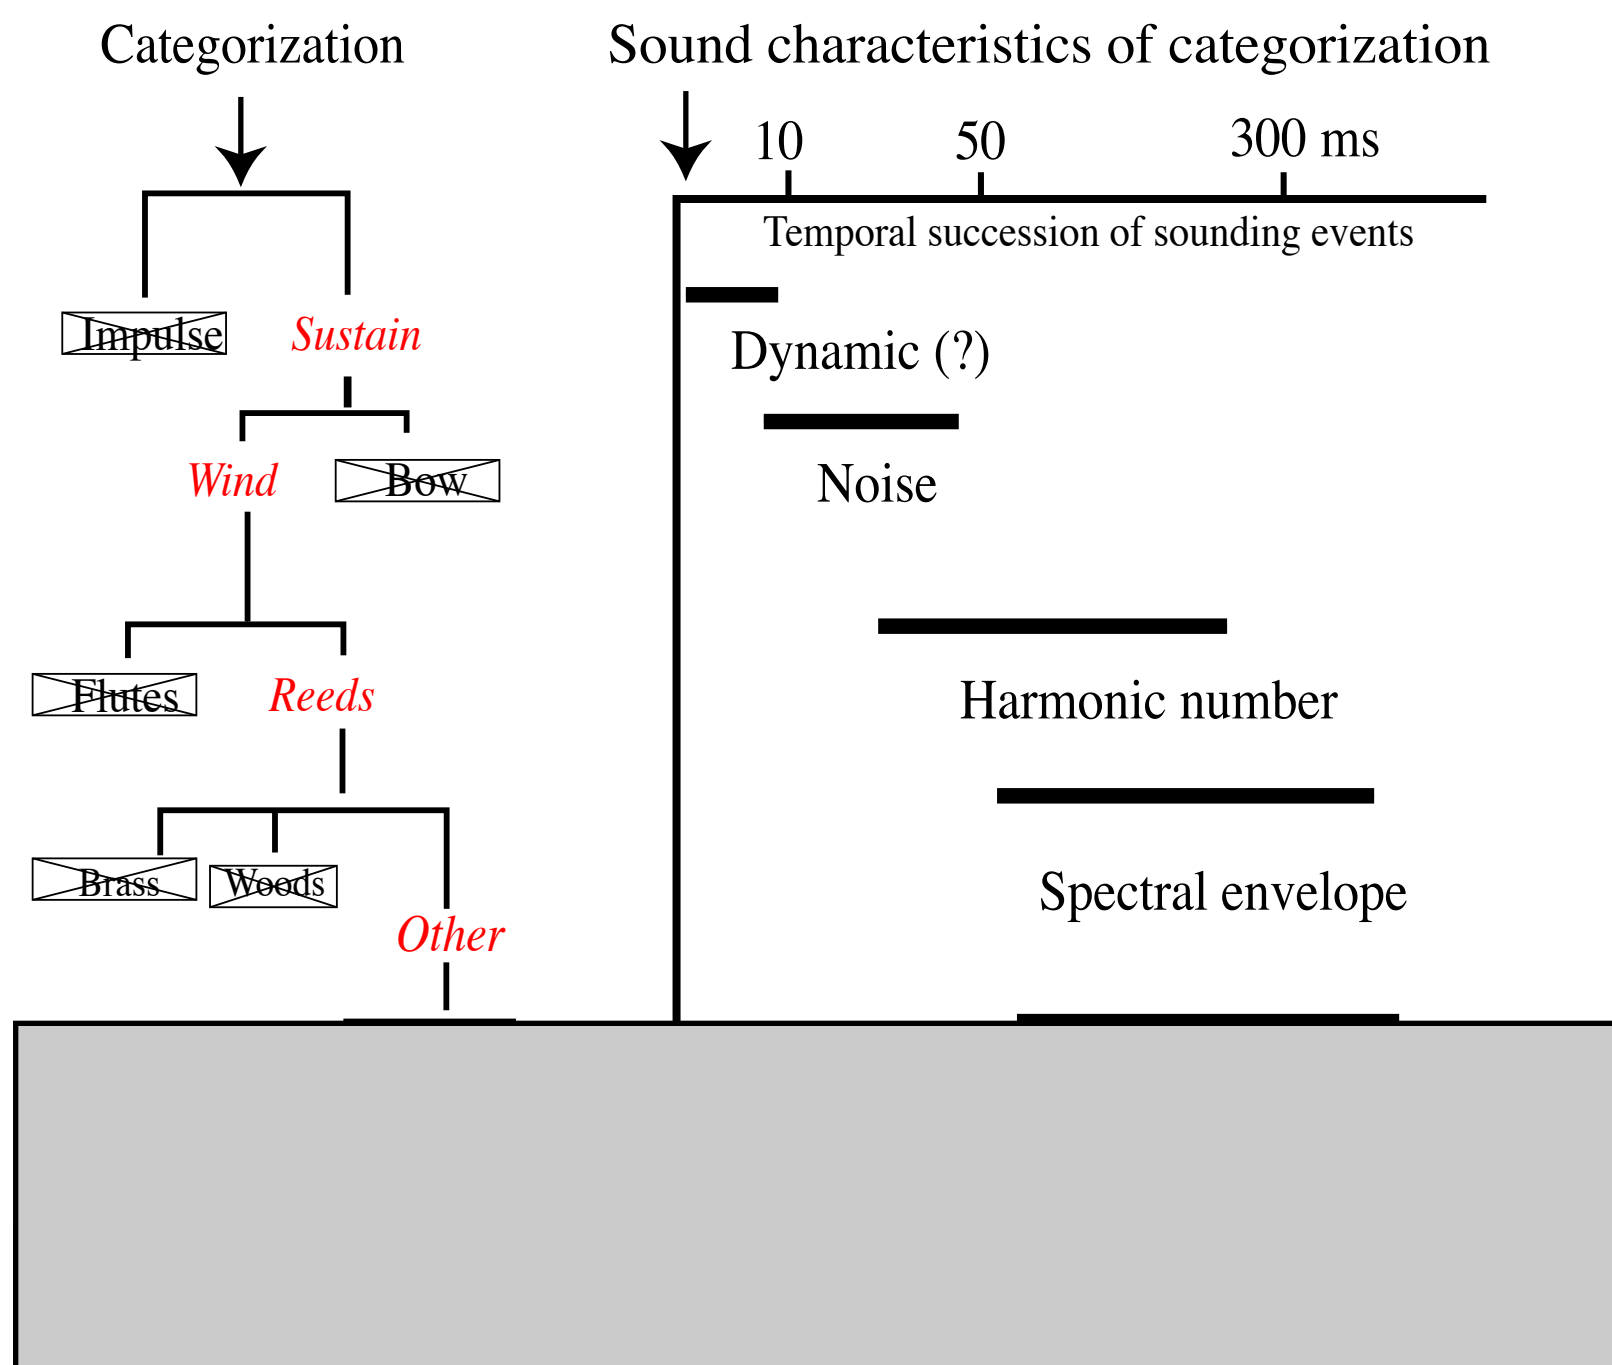 Categorization
Sound characteristics of categorization
10 50 300 ms
Temporal succession of sounding events
Impulse Sustain
Dynamic (?)
Wind Bow
Noise
Flutes Reeds
Harmonic number
Brass Woods
Spectral envelope
Other